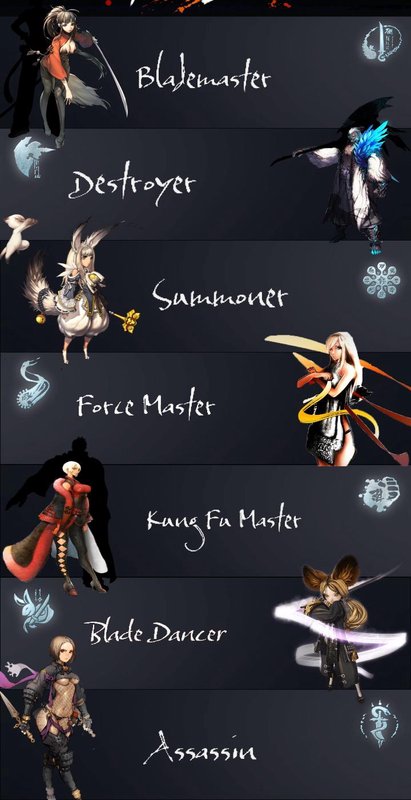 Blademaster
Destroyer
Summoner
Force Master
Kung Fu Master
Blade Dancer
Assassin